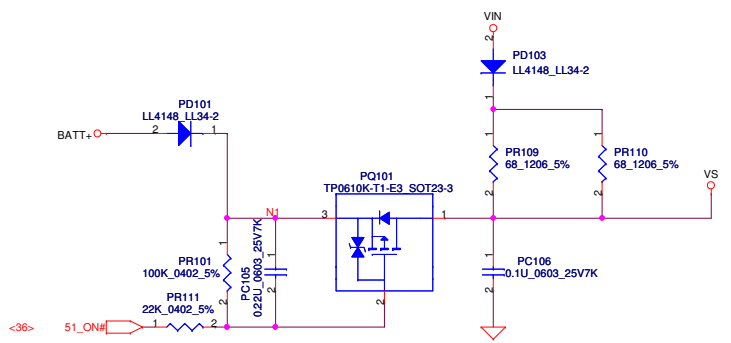 VIN
2
PD103
LL4148_LL34-2
1
PD101
LL4148_LL34-2
BATT+
2
1
1
1
PR109
68_1206_5%
2
PR110
68_1206_5%
2
VS
PQ101
TP0610K-T1-E3_SOT23-3
N1
3
1
2
1
PR101
100K_0402_5%
2
PC105
0.22U_0603_25V7K
1
2
1
PC106
0.1U_0603_25V7K
2
PR111
22K_0402_5%
<36>
51_ON#
1
2